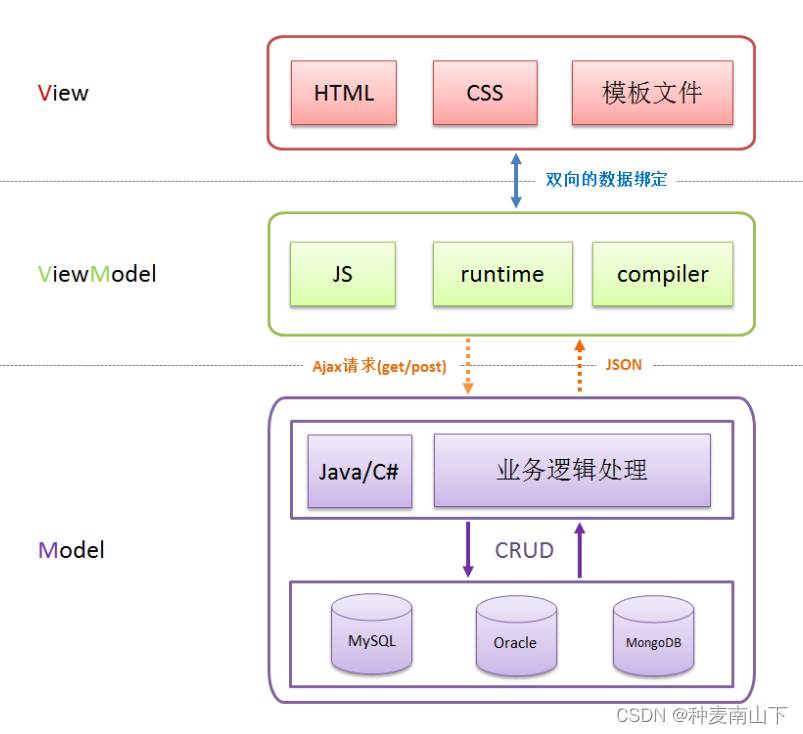 View
HTML
CSS
模板文件
双向的数据绑定
ViewModel
JS
runtime
compiler
Ajax请求(get/post)
JSON
Java/C#
业务逻辑处理
Model
CRUD
MySQL
Oracle
MongoDB
CSDN @种麦南山下